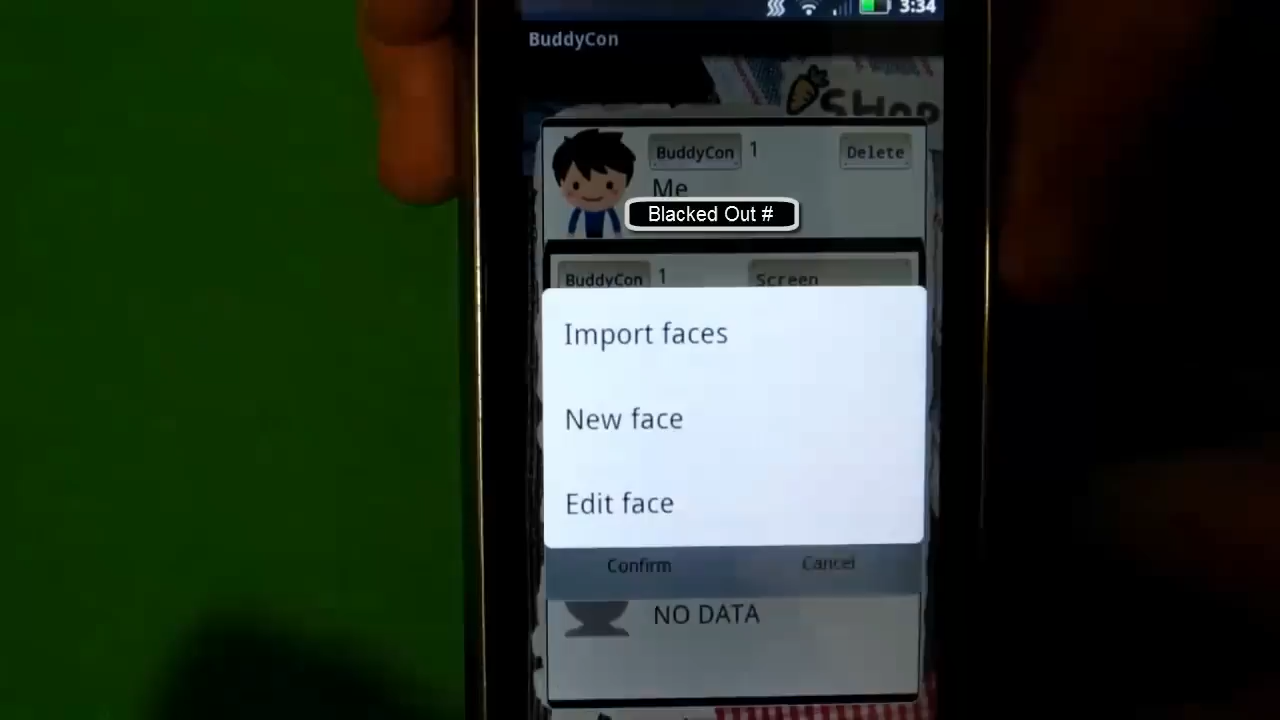 3:34
BuddyCon
SHOP
BuddyCon 1 Delete
Me
Blacked Out #
BuddyCon 1 Screen
Import faces
New face
Edit face
Confirm Cancel
NO DATA